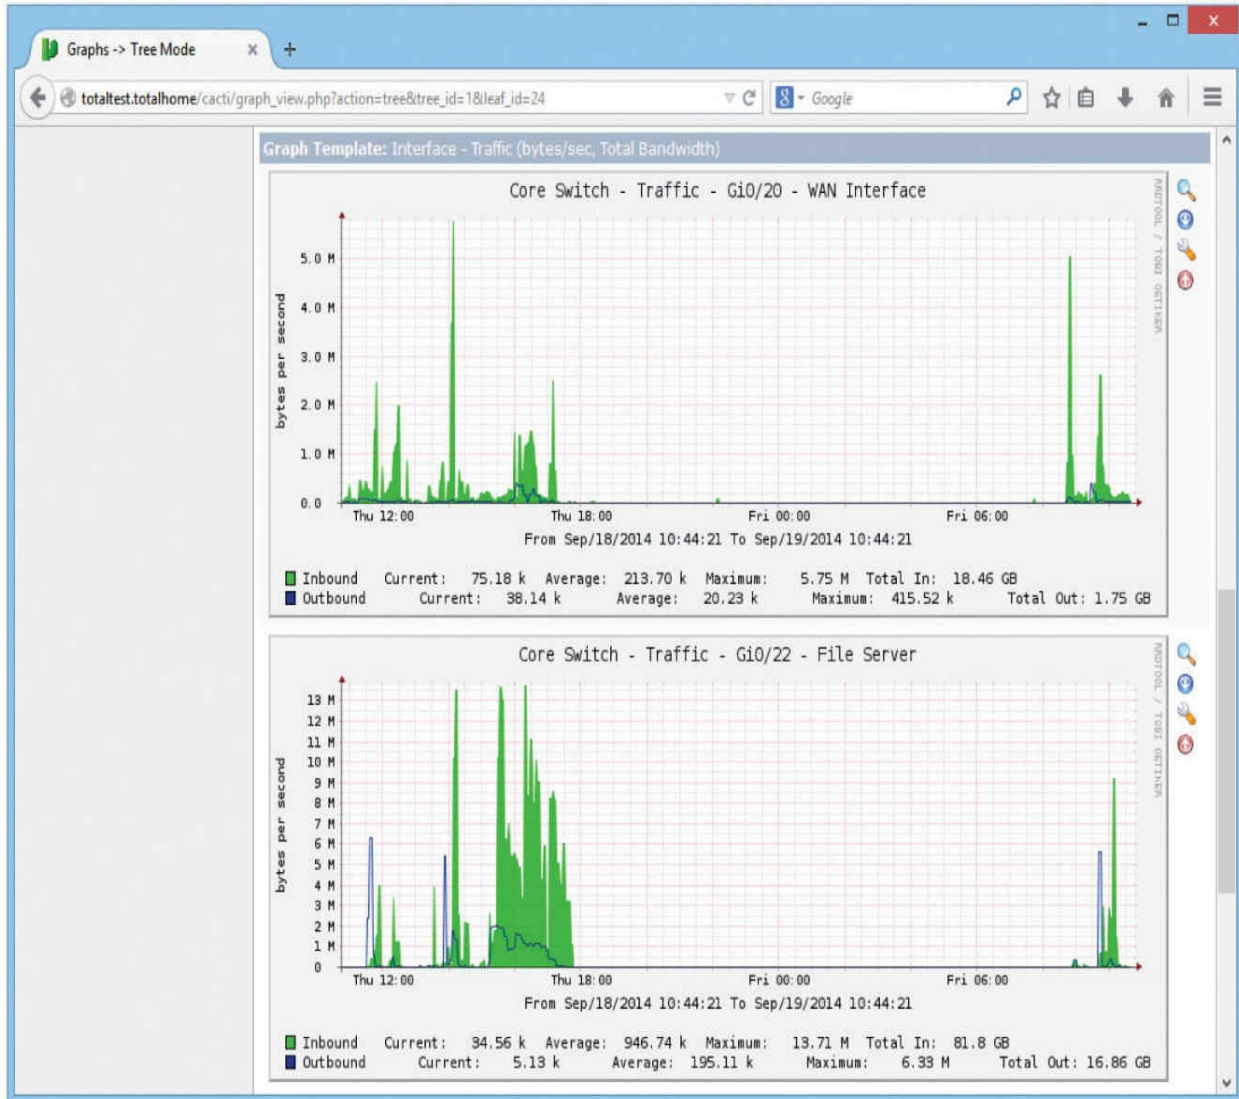 Graphs -> Tree Mode
totaltest.totalhome/cacti/graph_view.php?action=tree&tree_id=1&leaf_id=24
Google
Graph Template: Interface - Traffic (bytes/sec, Total Bandwidth)
Core Switch - Traffic - Gi0/20 - WAN Interface
RRDTOOL / TOBI OETIKER
bytes per second
5.0 M
4.0 M
3.0 M
2.0 M
1.0 M
0.0
Thu 12:00 Thu 18:00 Fri 00:00 Fri 06:00
From Sep/18/2014 10:44:21 To Sep/19/2014 10:44:21
Inbound Current: 75.18 k Average: 213.70 k Maximum: 5.75 M Total In: 18.46 GB
Outbound Current: 38.14 k Average: 20.23 k Maximum: 415.52 k Total Out: 1.75 GB
Core Switch - Traffic - Gi0/22 - File Server
RRDTOOL / TOBI OETIKER
bytes per second
13 M
12 M
11 M
10 M
9 M
8 M
7 M
6 M
5 M
4 M
3 M
2 M
1 M
0
Thu 12:00 Thu 18:00 Fri 00:00 Fri 06:00
From Sep/18/2014 10:44:21 To Sep/19/2014 10:44:21
Inbound Current: 34.56 k Average: 946.74 k Maximum: 13.71 M Total In: 81.8 GB
Outbound Current: 5.13 k Average: 195.11 k Maximum: 6.33 M Total Out: 16.86 GB